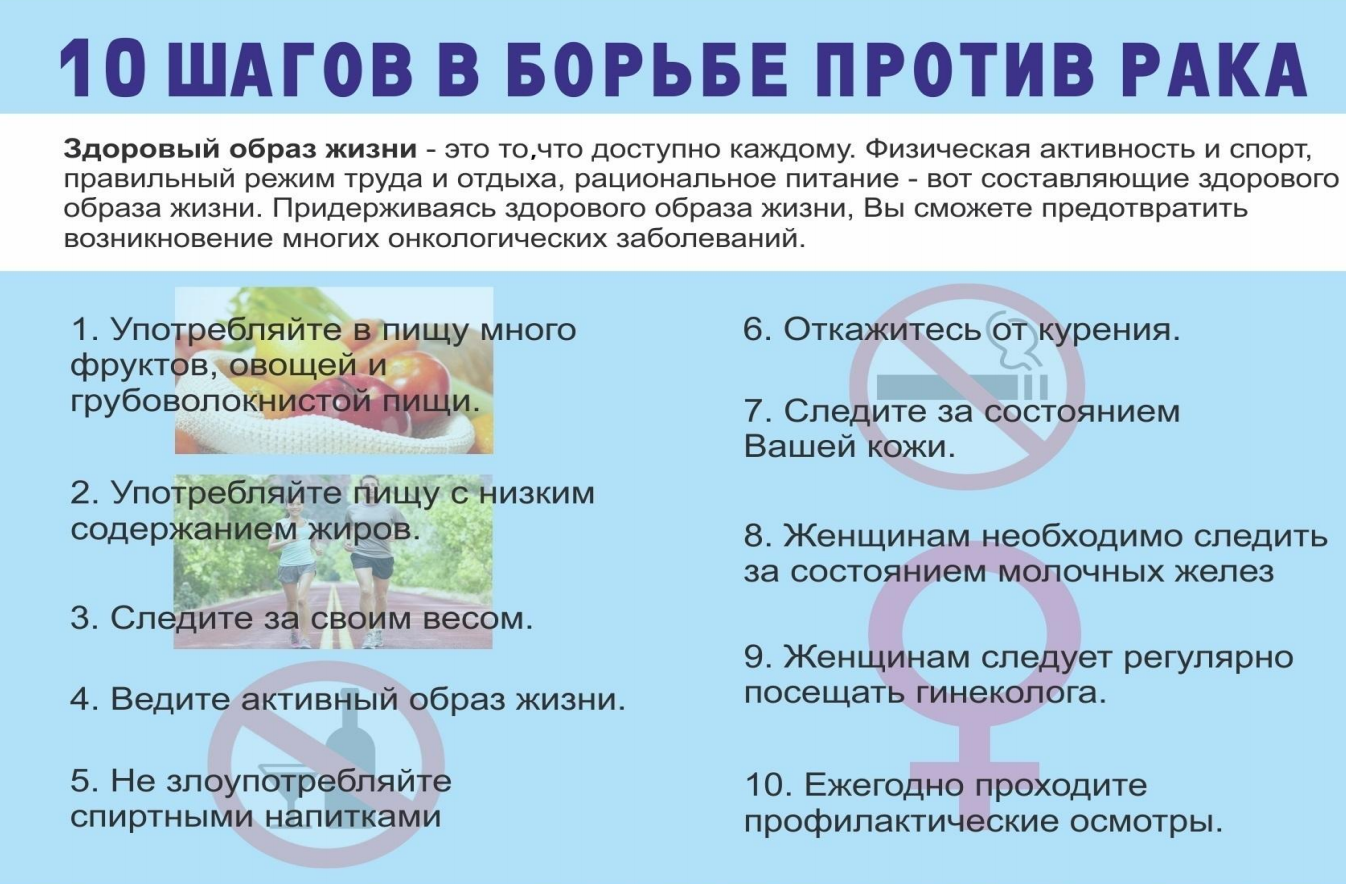 10 ШАГОВ В БОРЬБЕ ПРОТИВ РАКА
Здоровый образ жизни - это то,что доступно каждому. Физическая активность и спорт,
правильный режим труда и отдыха, рациональное питание - вот составляющие здорового
образа жизни. Придерживаясь здорового образа жизни, Вы сможете предотвратить
возникновение многих онкологических заболеваний.
1. Употребляйте в пищу много
фруктов, овощей и
грубоволокнистой пищи.
2. Употребляйте пищу с низким
содержанием жиров.
3. Следите за своим весом.
4. Ведите активный образ жизни.
5. Не злоупотребляйте
спиртными напитками
6. Откажитесь от курения.
7. Следите за состоянием
Вашей кожи.
8. Женщинам необходимо следить
за состоянием молочных желез
9. Женщинам следует регулярно
посещать гинеколога.
10. Ежегодно проходите
профилактические осмотры.